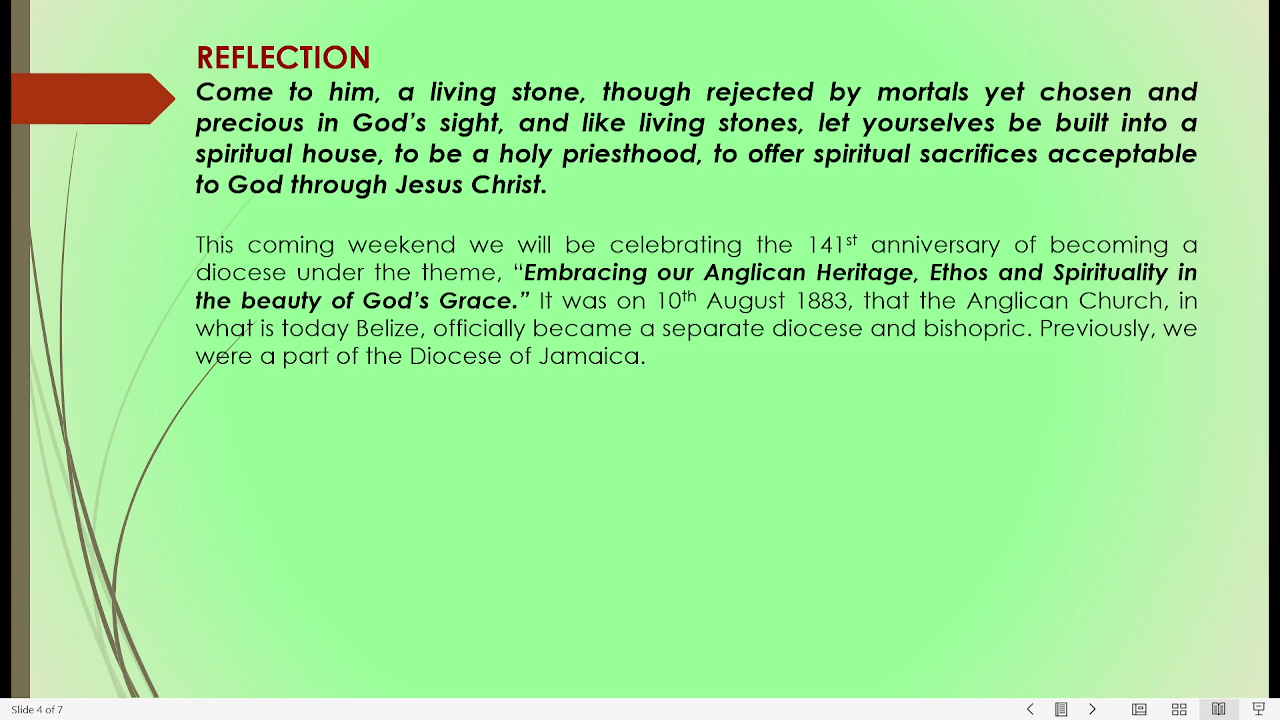 REFLECTION
Come to him, a living stone, though rejected by mortals yet chosen and
precious in God’s sight, and like living stones, let yourselves be built into a
spiritual house, to be a holy priesthood, to offer spiritual sacrifices acceptable
to God through Jesus Christ.
This coming weekend we will be celebrating the 141st anniversary of becoming a
diocese under the theme, “Embracing our Anglican Heritage, Ethos and Spirituality in
the beauty of God’s Grace.” It was on 10th August 1883, that the Anglican Church, in
what is today Belize, officially became a separate diocese and bishopric. Previously, we
were a part of the Diocese of Jamaica.
Slide 4 of 7